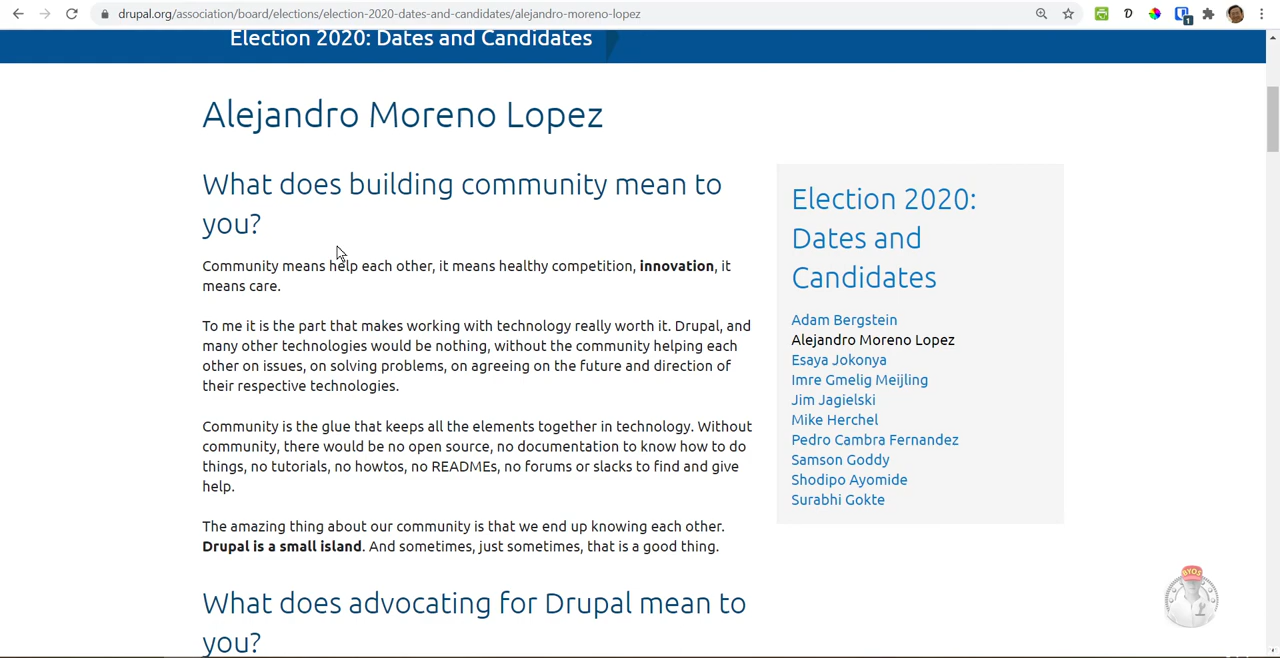 drupal.org/association/board/elections/election-2020-dates-and-candidates/alejandro-moreno-lopez
Election 2020: Dates and Candidates
Alejandro Moreno Lopez
What does building community mean to
you?
Community means help each other, it means healthy competition, innovation, it
means care.
To me it is the part that makes working with technology really worth it. Drupal, and
many other technologies would be nothing, without the community helping each
other on issues, on solving problems, on agreeing on the future and direction of
their respective technologies.
Community is the glue that keeps all the elements together in technology. Without
community, there would be no open source, no documentation to know how to do
things, no tutorials, no howtos, no READMEs, no forums or slacks to find and give
help.
The amazing thing about our community is that we end up knowing each other.
Drupal is a small island. And sometimes, just sometimes, that is a good thing.
What does advocating for Drupal mean to
you?
Election 2020:
Dates and
Candidates
Adam Bergstein
Alejandro Moreno Lopez
Esaya Jokonya
Imre Gmelig Meijling
Jim Jagielski
Mike Herchel
Pedro Cambra Fernandez
Samson Goddy
Shodipo Ayomide
Surabhi Gokte
BYOS
D
1